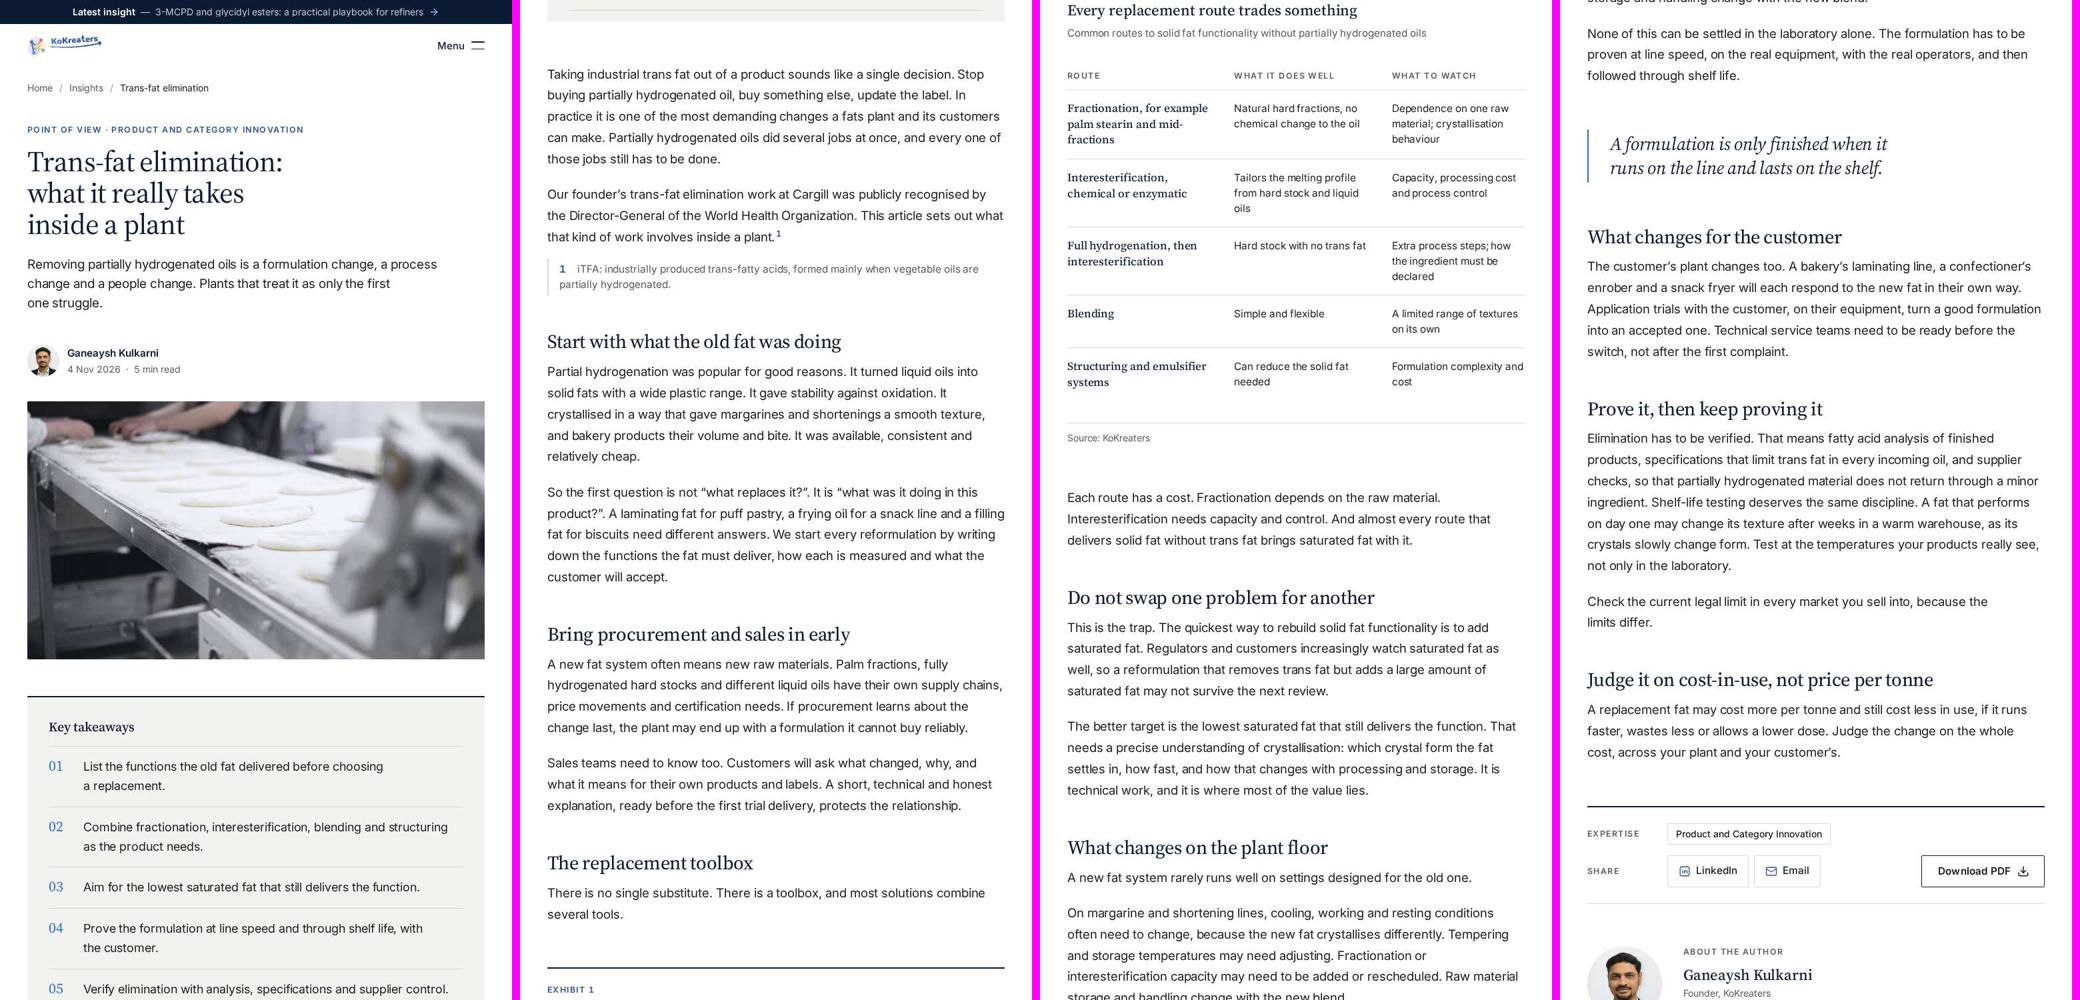 Latest insight — 3-MCPD and glycidyl esters: a practical playbook for refiners →
KoKreaters
Menu
Home / Insights / Trans-fat elimination
POINT OF VIEW · PRODUCT AND CATEGORY INNOVATION
Trans-fat elimination:
what it really takes
inside a plant
Removing partially hydrogenated oils is a formulation change, a process
change and a people change. Plants that treat it as only the first
one struggle.
Ganeaysh Kulkarni
4 Nov 2026 · 5 min read
Key takeaways
01 List the functions the old fat delivered before choosing
a replacement.
02 Combine fractionation, interesterification, blending and structuring
as the product needs.
03 Aim for the lowest saturated fat that still delivers the function.
04 Prove the formulation at line speed and through shelf life, with
the customer.
05 Verify elimination with analysis, specifications and supplier control.
Taking industrial trans fat out of a product sounds like a single decision. Stop
buying partially hydrogenated oil, buy something else, update the label. In
practice it is one of the most demanding changes a fats plant and its customers
can make. Partially hydrogenated oils did several jobs at once, and every one of
those jobs still has to be done.
Our founder’s trans-fat elimination work at Cargill was publicly recognised by
the Director-General of the World Health Organization. This article sets out what
that kind of work involves inside a plant.1
1 iTFA: industrially produced trans-fatty acids, formed mainly when vegetable oils are
partially hydrogenated.
Start with what the old fat was doing
Partial hydrogenation was popular for good reasons. It turned liquid oils into
solid fats with a wide plastic range. It gave stability against oxidation. It
crystallised in a way that gave margarines and shortenings a smooth texture,
and bakery products their volume and bite. It was available, consistent and
relatively cheap.
So the first question is not “what replaces it?”. It is “what was it doing in this
product?”. A laminating fat for puff pastry, a frying oil for a snack line and a filling
fat for biscuits need different answers. We start every reformulation by writing
down the functions the fat must deliver, how each is measured and what the
customer will accept.
Bring procurement and sales in early
A new fat system often means new raw materials. Palm fractions, fully
hydrogenated hard stocks and different liquid oils have their own supply chains,
price movements and certification needs. If procurement learns about the
change last, the plant may end up with a formulation it cannot buy reliably.
Sales teams need to know too. Customers will ask what changed, why, and
what it means for their own products and labels. A short, technical and honest
explanation, ready before the first trial delivery, protects the relationship.
The replacement toolbox
There is no single substitute. There is a toolbox, and most solutions combine
several tools.
EXHIBIT 1
Every replacement route trades something
Common routes to solid fat functionality without partially hydrogenated oils
ROUTE WHAT IT DOES WELL WHAT TO WATCH
Fractionation, for example Natural hard fractions, no Dependence on one raw
palm stearin and mid- chemical change to the oil material; crystallisation
fractions behaviour
Interesterification, Tailors the melting profile Capacity, processing cost
chemical or enzymatic from hard stock and liquid and process control
oils
Full hydrogenation, then Hard stock with no trans fat Extra process steps; how
interesterification the ingredient must be
declared
Blending Simple and flexible A limited range of textures
on its own
Structuring and emulsifier Can reduce the solid fat Formulation complexity and
systems needed cost
Source: KoKreaters
Each route has a cost. Fractionation depends on the raw material.
Interesterification needs capacity and control. And almost every route that
delivers solid fat without trans fat brings saturated fat with it.
Do not swap one problem for another
This is the trap. The quickest way to rebuild solid fat functionality is to add
saturated fat. Regulators and customers increasingly watch saturated fat as
well, so a reformulation that removes trans fat but adds a large amount of
saturated fat may not survive the next review.
The better target is the lowest saturated fat that still delivers the function. That
needs a precise understanding of crystallisation: which crystal form the fat
settles in, how fast, and how that changes with processing and storage. It is
technical work, and it is where most of the value lies.
What changes on the plant floor
A new fat system rarely runs well on settings designed for the old one.
On margarine and shortening lines, cooling, working and resting conditions
often need to change, because the new fat crystallises differently. Tempering
and storage temperatures may need adjusting. Fractionation or
interesterification capacity may need to be added or rescheduled. Raw material
storage and handling change with the new blend.
storage and handling change with the new blend.
None of this can be settled in the laboratory alone. The formulation has to be
proven at line speed, on the real equipment, with the real operators, and then
followed through shelf life.
A formulation is only finished when it
runs on the line and lasts on the shelf.
What changes for the customer
The customer’s plant changes too. A bakery’s laminating line, a confectioner’s
enrober and a snack fryer will each respond to the new fat in their own way.
Application trials with the customer, on their equipment, turn a good formulation
into an accepted one. Technical service teams need to be ready before the
switch, not after the first complaint.
Prove it, then keep proving it
Elimination has to be verified. That means fatty acid analysis of finished
products, specifications that limit trans fat in every incoming oil, and supplier
checks, so that partially hydrogenated material does not return through a minor
ingredient. Shelf-life testing deserves the same discipline. A fat that performs
on day one may change its texture after weeks in a warm warehouse, as its
crystals slowly change form. Test at the temperatures your products really see,
not only in the laboratory.
Check the current legal limit in every market you sell into, because the
limits differ.
Judge it on cost-in-use, not price per tonne
A replacement fat may cost more per tonne and still cost less in use, if it runs
faster, wastes less or allows a lower dose. Judge the change on the whole
cost, across your plant and your customer’s.
EXPERTISE Product and Category Innovation
SHARE LinkedIn Email Download PDF
ABOUT THE AUTHOR
Ganeaysh Kulkarni
Founder, KoKreaters